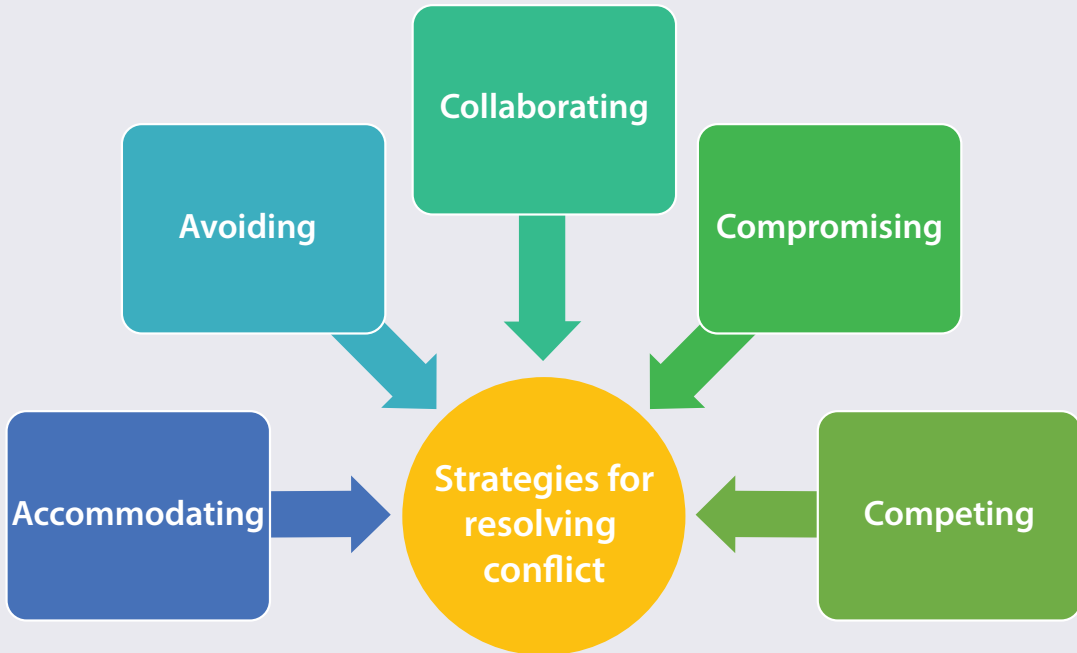 Collaborating
Avoiding
Compromising
Accommodating
Strategies for
resolving
conflict
Competing